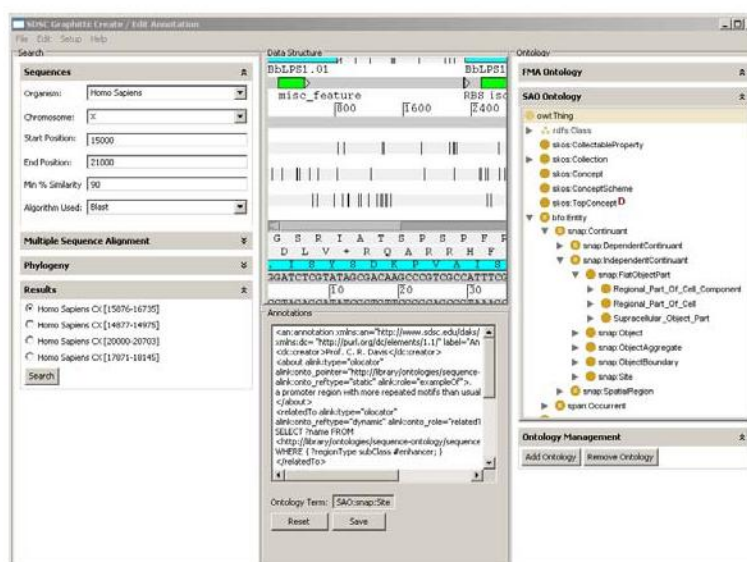 SDSC Graphitti Create / Edit Annotation
File Edit Setup Help
Search
Sequences
Organism: Homo Sapiens
Chromosome: X
Start Position: 15000
End Position: 21000
Min % Similarity 90
Algorithm Used: Blast
Multiple Sequence Alignment
Phylogeny
Results
Homo Sapiens CX [15876-16735]
Homo Sapiens CX [14877-14975]
Homo Sapiens CX [20000-20703]
Homo Sapiens CX [17071-18145]
Search
Data Structure
BbLPS1.01 BbLPS1
misc_feature RBS iso
800 1600 2400
G S R I A T S P S P F P
D L V + R Q A R R H F
. I S Y S D K P V A I S
GGATCTCGTATAGCGACAAGCCCGTCGCCATTTCG
10 20 30
Annotations
<an:annotation xmlns:an="http://www.sdsc.edu/daks/
xmlns:dc= "http://purl.org/dc/elements/1.1/" label="An
<dc:creator>Prof. C. R. Davis</dc:creator>
<about alink:type="olocator"
alink:onto_pointer="http://library/ontologies/sequence-
alink:onto_reftype="static" alink:role="exampleOf">.
a promoter region with more repeated motifs than usual
</about>
<relatedTo alink:type="olocator"
alink:onto_reftype="dynamic" alink:onto_role="relatedT
SELECT ?name FROM
<http://library/ontologies/sequence-ontology/sequence
WHERE { ?regionType subClass #enhancer; }
</relatedTo>
Ontology Term: SAO:snap:Site
Reset Save
Ontology
FMA Ontology
SAO Ontology
owl:Thing
rdfs:Class
skos:CollectableProperty
skos:Collection
skos:Concept
skos:ConceptScheme
skos:TopConcept D
bfo:Entity
snap:Continuant
snap:DependentContinuant
snap:IndependentContinuant
snap:FiatObjectPart
Regional_Part_Of_Cell_Component
Regional_Part_Of_Cell
Supracellular_Object_Part
snap:Object
snap:ObjectAggregate
snap:ObjectBoundary
snap:Site
snap:SpatialRegion
span:Occurrent
Ontology Management
Add Ontology Remove Ontology